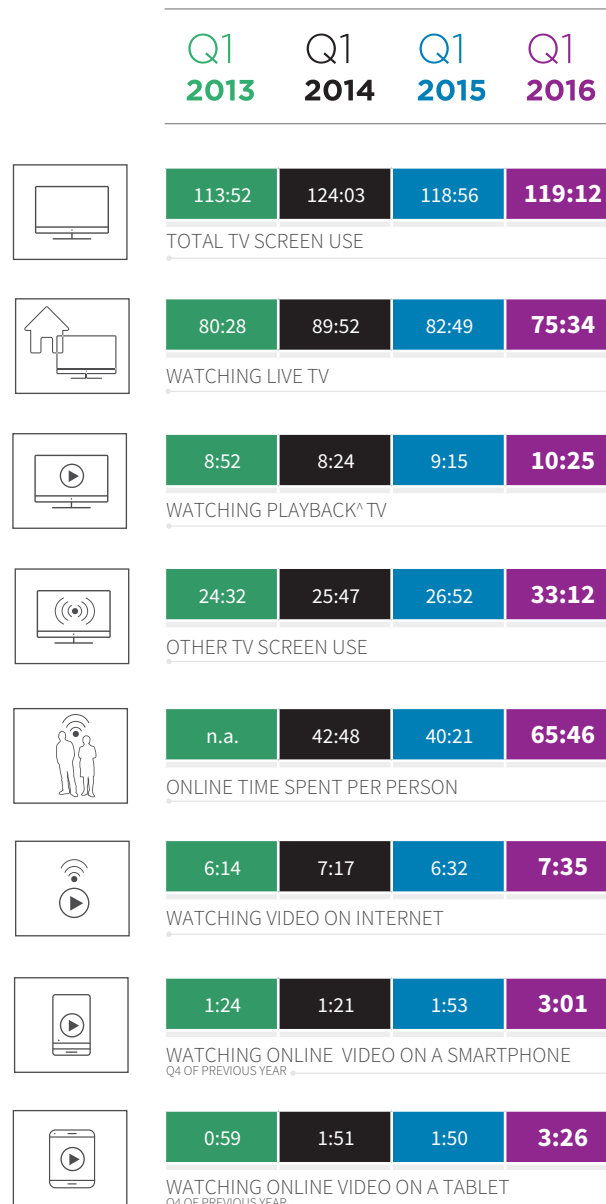 Q1 Q1 Q1 Q1
2013 2014 2015 2016
113:52 124:03 118:56 119:12
TOTAL TV SCREEN USE
80:28 89:52 82:49 75:34
WATCHING LIVE TV
8:52 8:24 9:15 10:25
WATCHING PLAYBACK^ TV
24:32 25:47 26:52 33:12
OTHER TV SCREEN USE
n.a. 42:48 40:21 65:46
ONLINE TIME SPENT PER PERSON
6:14 7:17 6:32 7:35
WATCHING VIDEO ON INTERNET
1:24 1:21 1:53 3:01
WATCHING ONLINE VIDEO ON A SMARTPHONE
Q4 OF PREVIOUS YEAR
0:59 1:51 1:50 3:26
WATCHING ONLINE VIDEO ON A TABLET
Q4 OF PREVIOUS YEAR